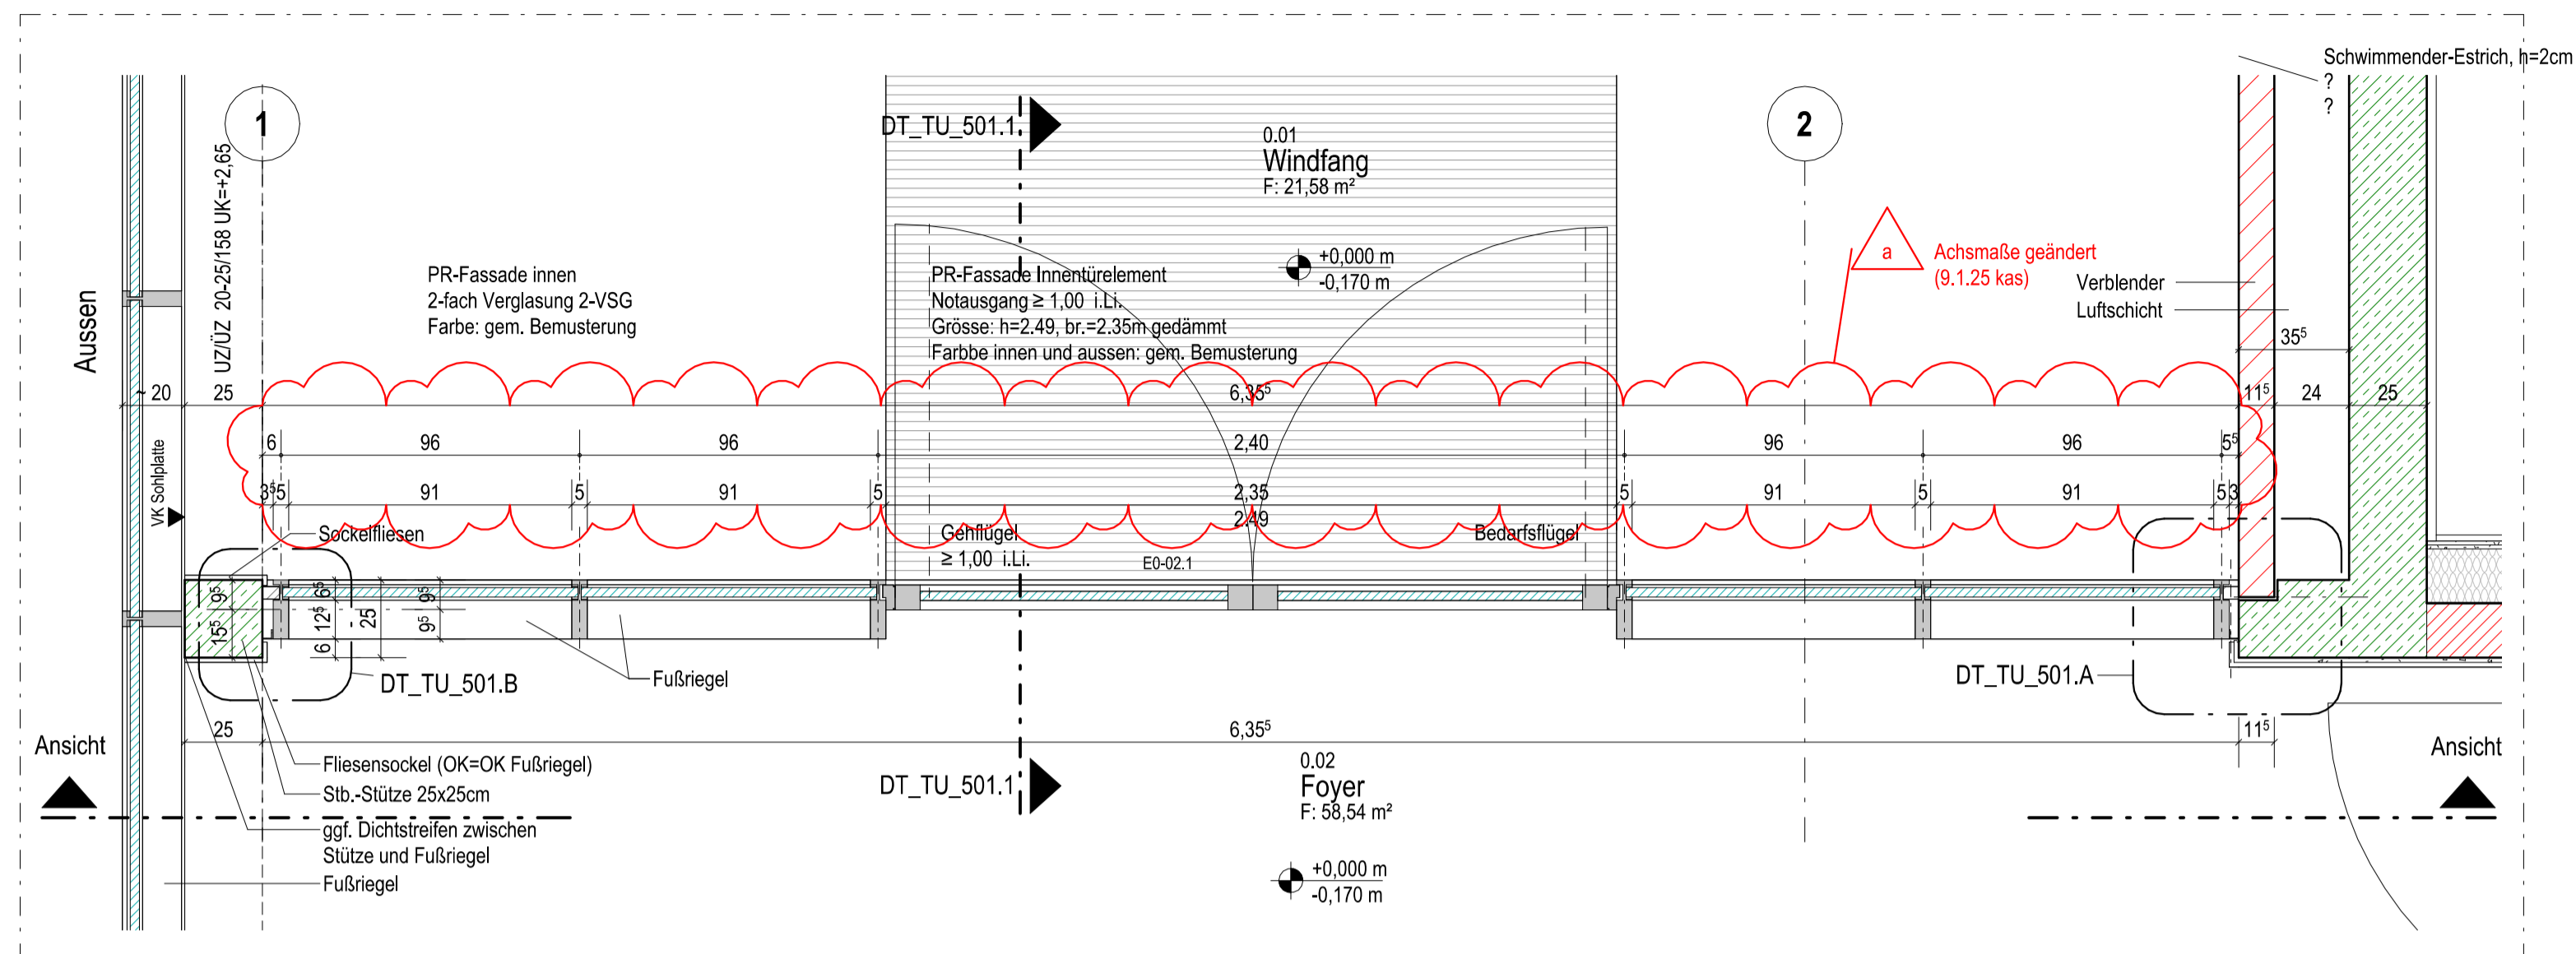 Schwimmender-Estrich, h=2cm
?
?
1
2
DT_TU_501.1
0.01
Windfang
F: 21,58 m²
UZ/ÜZ 20-25/158 UK=+2,65
Aussen
PR-Fassade innen
2-fach Verglasung 2-VSG
Farbe: gem. Bemusterung
PR-Fassade Innentürelement
Notausgang ≥ 1,00 i.Li.
Grösse: h=2.49, br.=2.35m gedämmt
Farbbe innen und aussen: gem. Bemusterung
+0,000 m
-0,170 m
a
Achsmaße geändert
(9.1.25 kas)
Verblender
Luftschicht
35⁵
~ 20
25
6,35⁵
11⁵
24
25
6
96
96
2,40
96
96
5⁵
3⁵
5
91
5
91
5
2,35
5
91
5
91
5
3
2,49
VK Sohlplatte
Sockelfliesen
Gehflügel
≥ 1,00 i.Li.
Bedarfsflügel
E0-02.1
9⁵
15⁵
6⁵
12⁵
6
25
9⁵
9⁵
DT_TU_501.B
Fußriegel
DT_TU_501.A
25
6,35⁵
11⁵
Ansicht
Ansicht
Fliesensockel (OK=OK Fußriegel)
Stb.-Stütze 25x25cm
ggf. Dichtstreifen zwischen
Stütze und Fußriegel
Fußriegel
DT_TU_501.1
0.02
Foyer
F: 58,54 m²
+0,000 m
-0,170 m